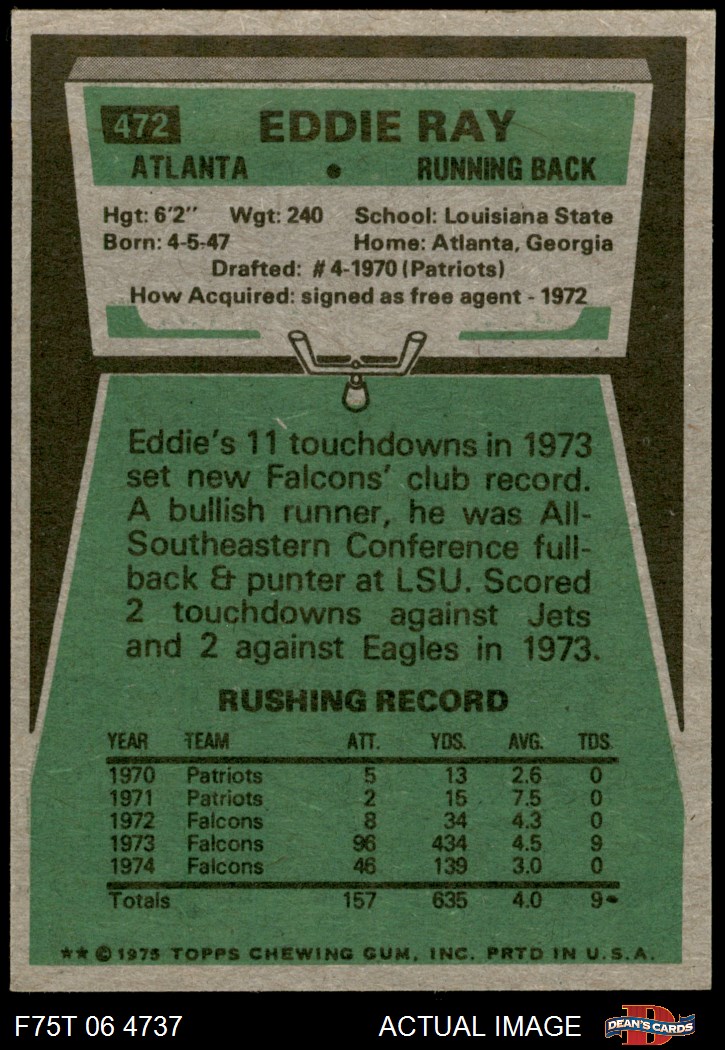 472 EDDIE RAY
ATLANTA • RUNNING BACK
Hgt: 6'2" Wgt: 240 School: Louisiana State
Born: 4-5-47 Home: Atlanta, Georgia
Drafted: #4-1970 (Patriots)
How Acquired: signed as free agent - 1972
Eddie's 11 touchdowns in 1973
set new Falcons' club record.
A bullish runner, he was All-
Southeastern Conference full-
back & punter at LSU. Scored
2 touchdowns against Jets
and 2 against Eagles in 1973.
RUSHING RECORD
YEAR TEAM ATT. YDS. AVG. TDS.
1970 Patriots 5 13 2.6 0
1971 Patriots 2 15 7.5 0
1972 Falcons 8 34 4.3 0
1973 Falcons 96 434 4.5 9
1974 Falcons 46 139 3.0 0
Totals 157 635 4.0 9
★★ © 1975 TOPPS CHEWING GUM, INC. PRTD IN U.S.A.
F75T 06 4737 ACTUAL IMAGE D DEAN'S CARDS